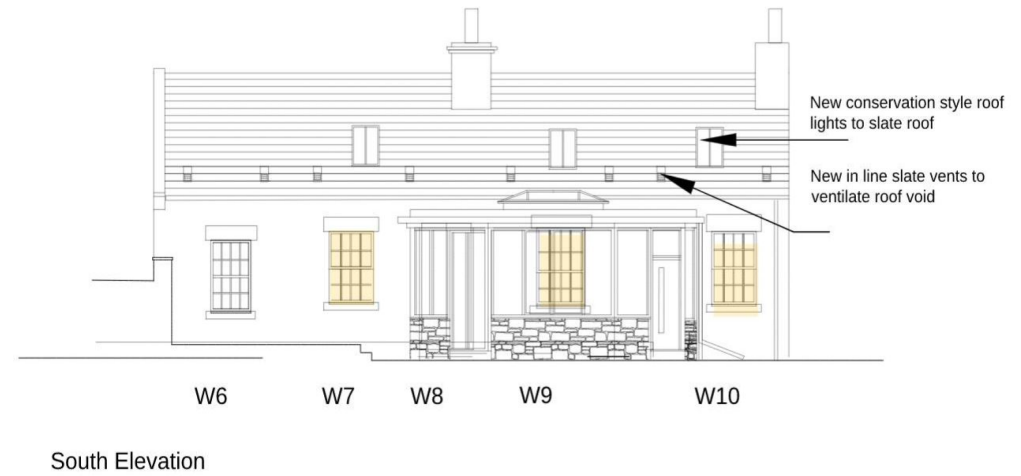 New conservation style roof
lights to slate roof
New in line slate vents to
ventilate roof void
W6 W7 W8 W9 W10
South Elevation